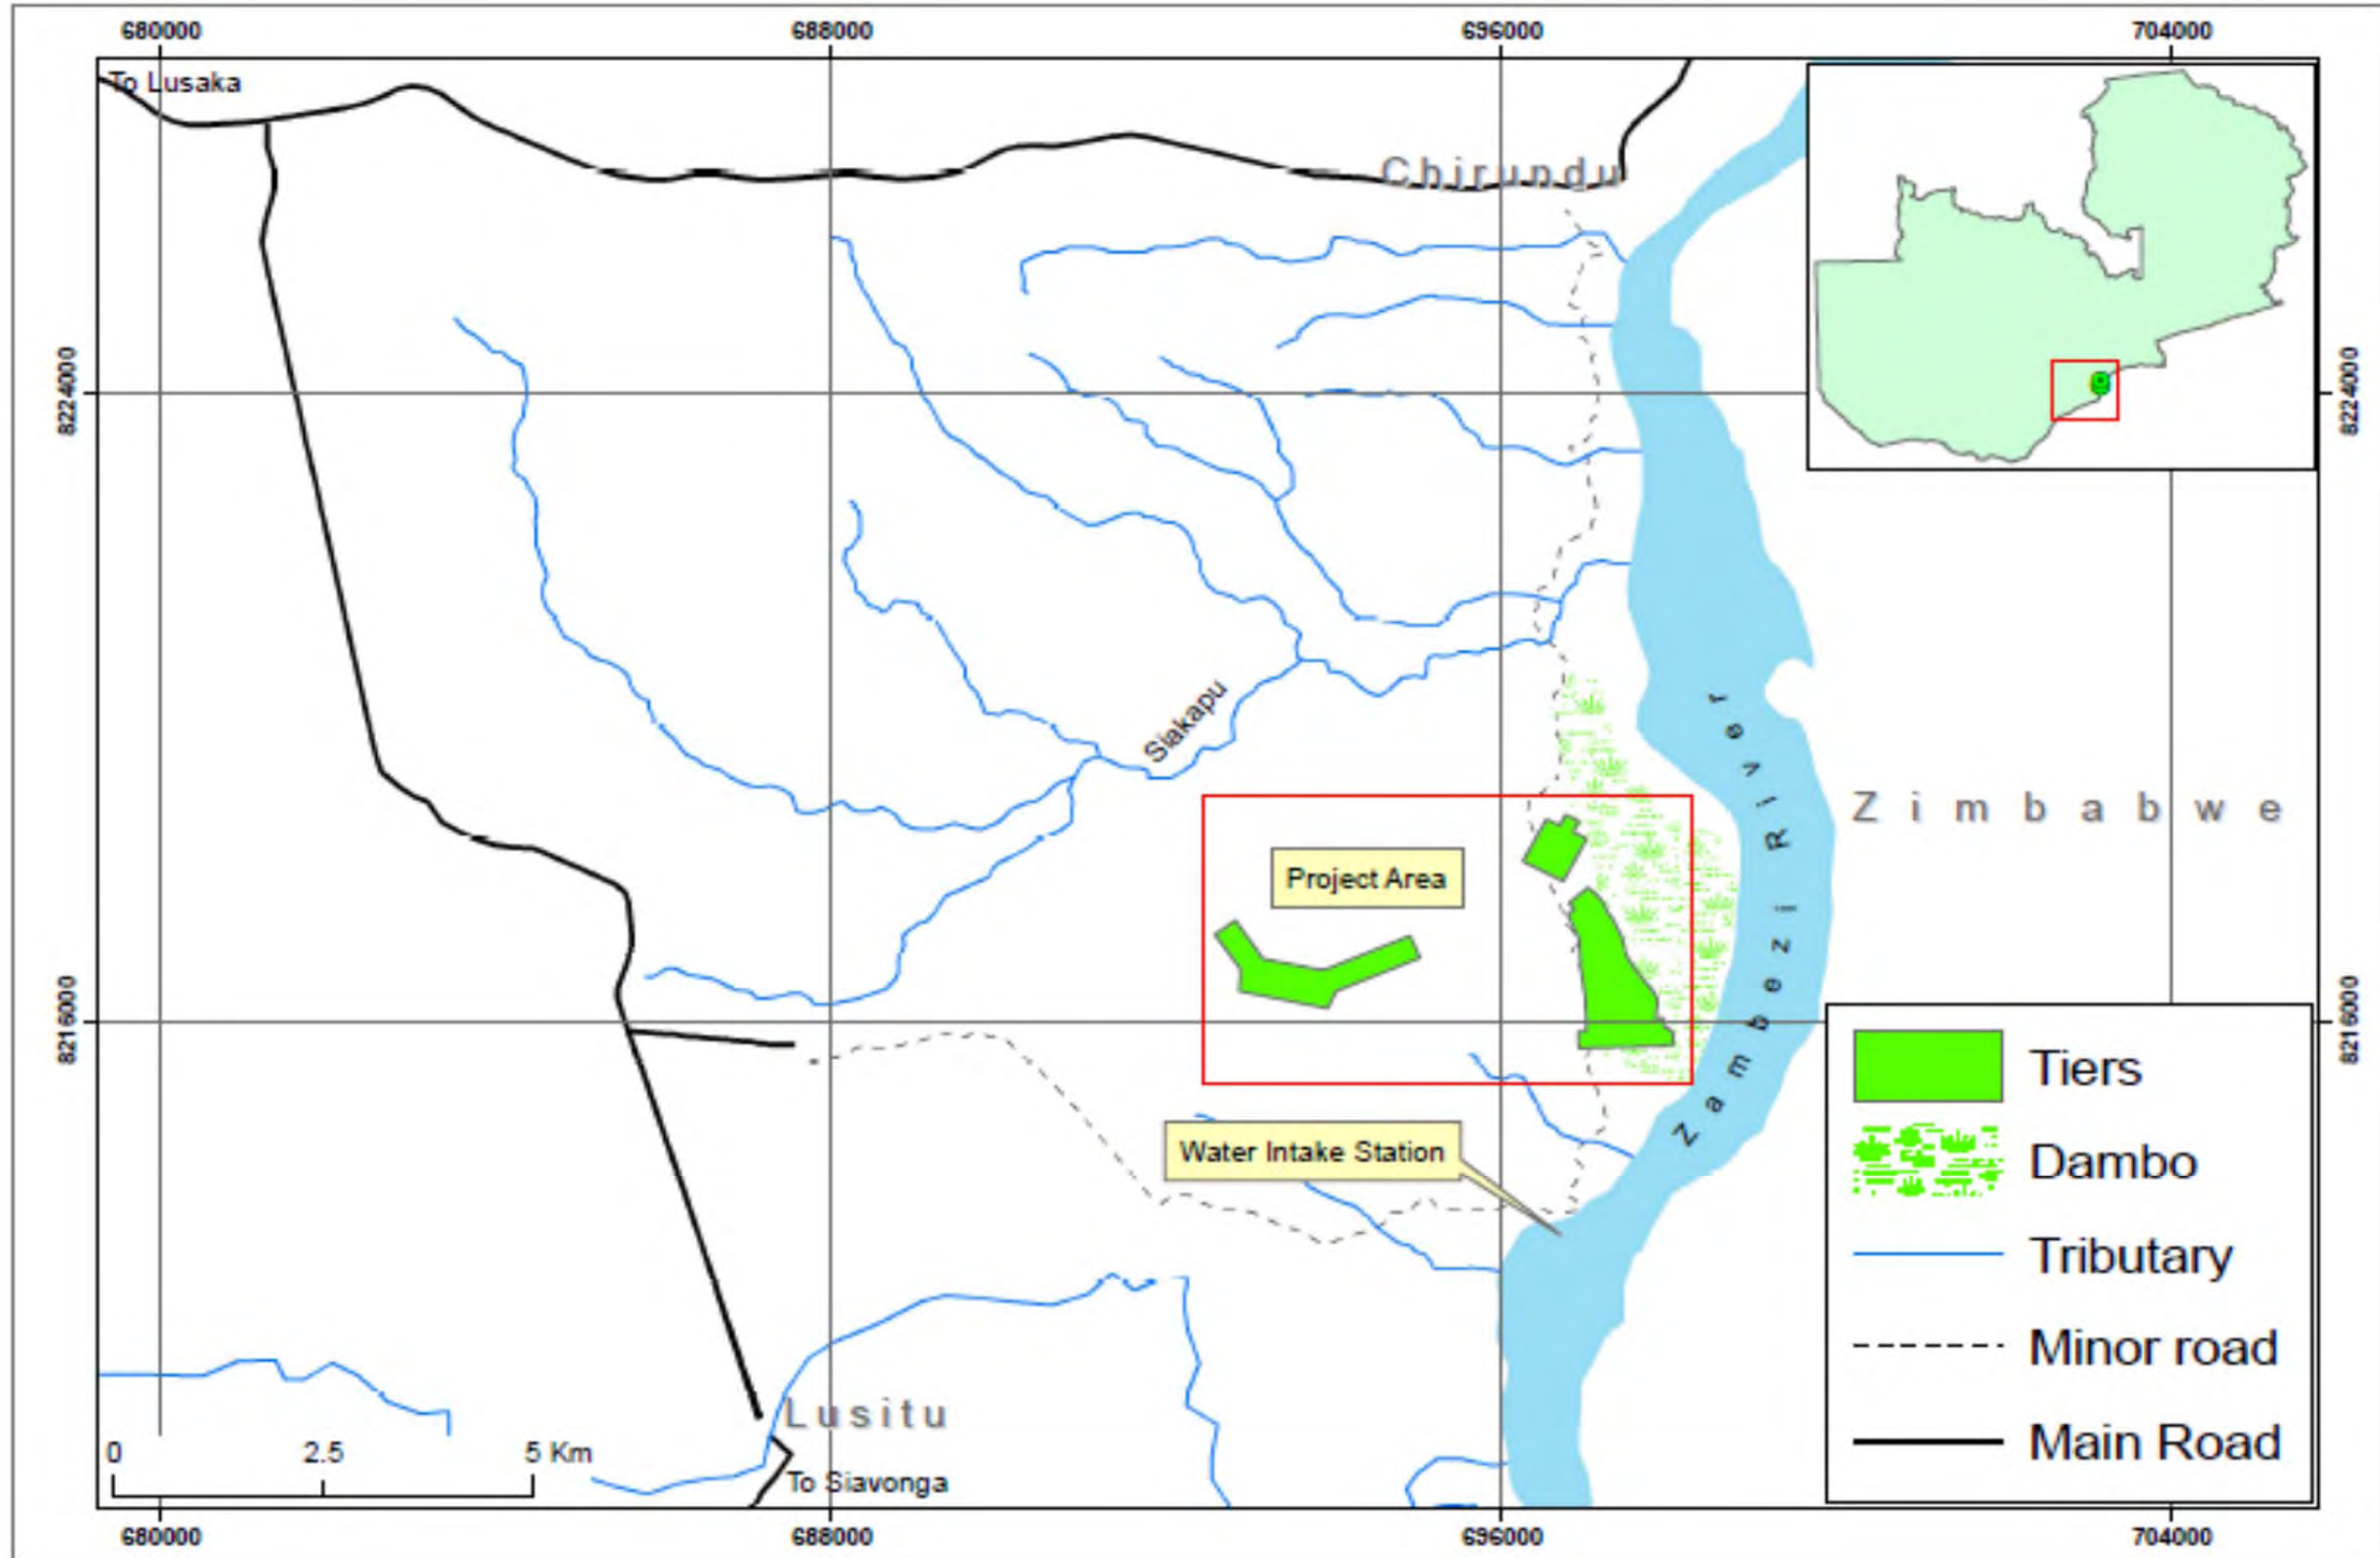 680000
688000
696000
704000
To Lusaka
Chirundu
8224000
8224000
Siakapu
Zambezi River
Zimbabwe
Project Area
8216000
8216000
Water Intake Station
Tiers
Dambo
Tributary
Minor road
Main Road
Lusitu
To Siavonga
0
2.5
5 Km
680000
688000
696000
704000